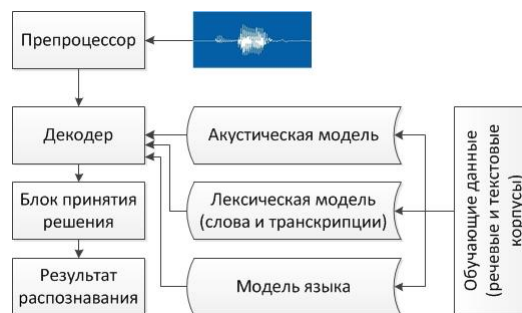 Препроцессор
Декодер
Акустическая модель
Блок принятия
решения
Лексическая модель
(слова и транскрипции)
Результат
распознавания
Модель языка
Обучающие данные
(речевые и текстовые
корпусы)